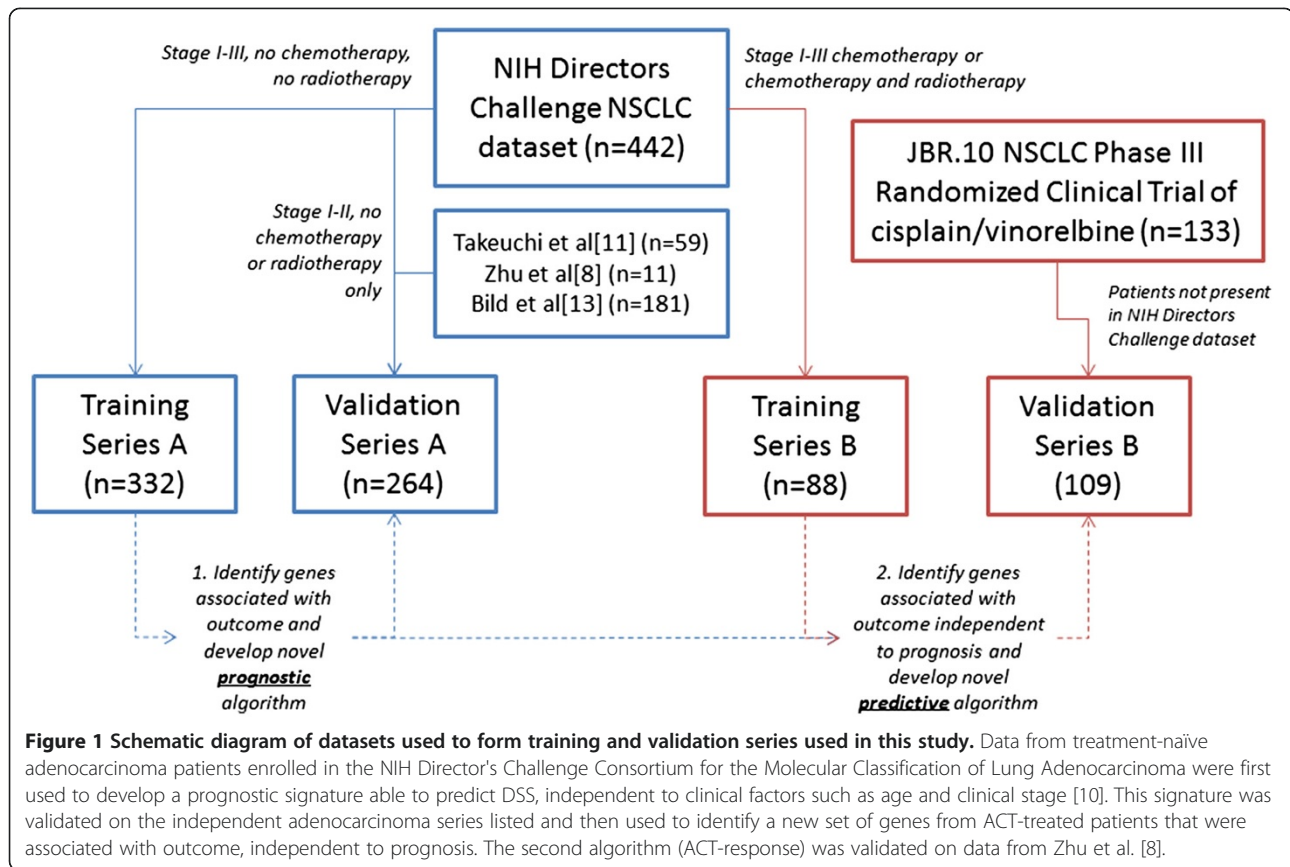 Stage I-III, no chemotherapy,
no radiotherapy
NIH Directors
Challenge NSCLC
dataset (n=442)
Stage I-III chemotherapy or
chemotherapy and radiotherapy
JBR.10 NSCLC Phase III
Randomized Clinical Trial of
cisplain/vinorelbine (n=133)
Stage I-II, no
chemotherapy
or radiotherapy
only
Takeuchi et al[11] (n=59)
Zhu et al[8] (n=11)
Bild et al[13] (n=181)
Patients not present
in NIH Directors
Challenge dataset
Training
Series A
(n=332)
Validation
Series A
(n=264)
Training
Series B
(n=88)
Validation
Series B
(109)
1. Identify genes
associated with
outcome and
develop novel
prognostic
algorithm
2. Identify genes
associated with
outcome independent
to prognosis and
develop novel
predictive algorithm
Figure 1 Schematic diagram of datasets used to form training and validation series used in this study. Data from treatment-naïve
adenocarcinoma patients enrolled in the NIH Director's Challenge Consortium for the Molecular Classification of Lung Adenocarcinoma were first
used to develop a prognostic signature able to predict DSS, independent to clinical factors such as age and clinical stage [10]. This signature was
validated on the independent adenocarcinoma series listed and then used to identify a new set of genes from ACT-treated patients that were
associated with outcome, independent to prognosis. The second algorithm (ACT-response) was validated on data from Zhu et al. [8].